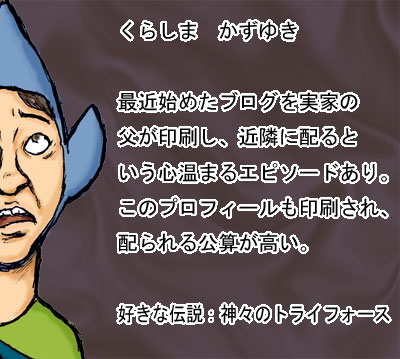 くらしま　かずゆき
最近始めたブログを実家の
父が印刷し、近隣に配ると
いう心温まるエピソードあり。
このプロフィールも印刷され、
配られる公算が高い。
好きな伝説：神々のトライフォース